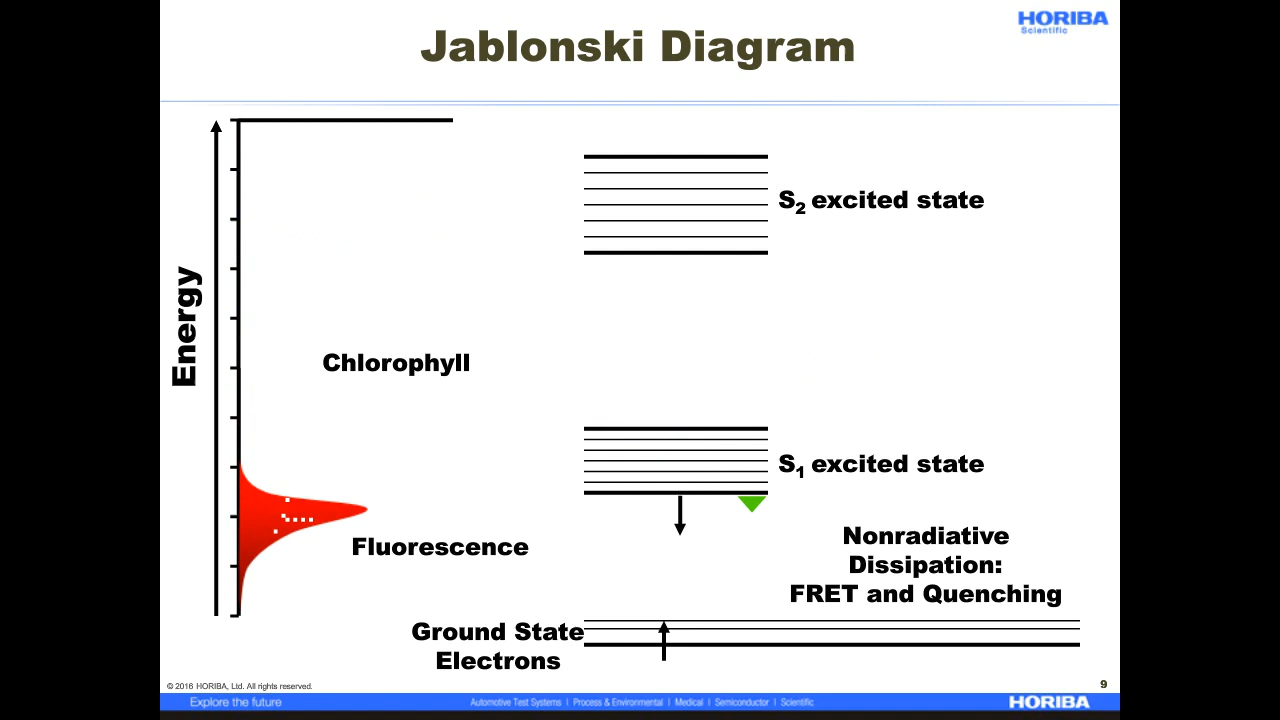 HORIBA
Scientific
Jablonski Diagram
S2 excited state
Energy
Chlorophyll
S1 excited state
Fluorescence
Nonradiative
Dissipation:
FRET and Quenching
Ground State
Electrons
© 2016 HORIBA, Ltd. All rights reserved.
9
Explore the future
Automotive Test Systems | Process & Environmental | Medical | Semiconductor | Scientific
HORIBA